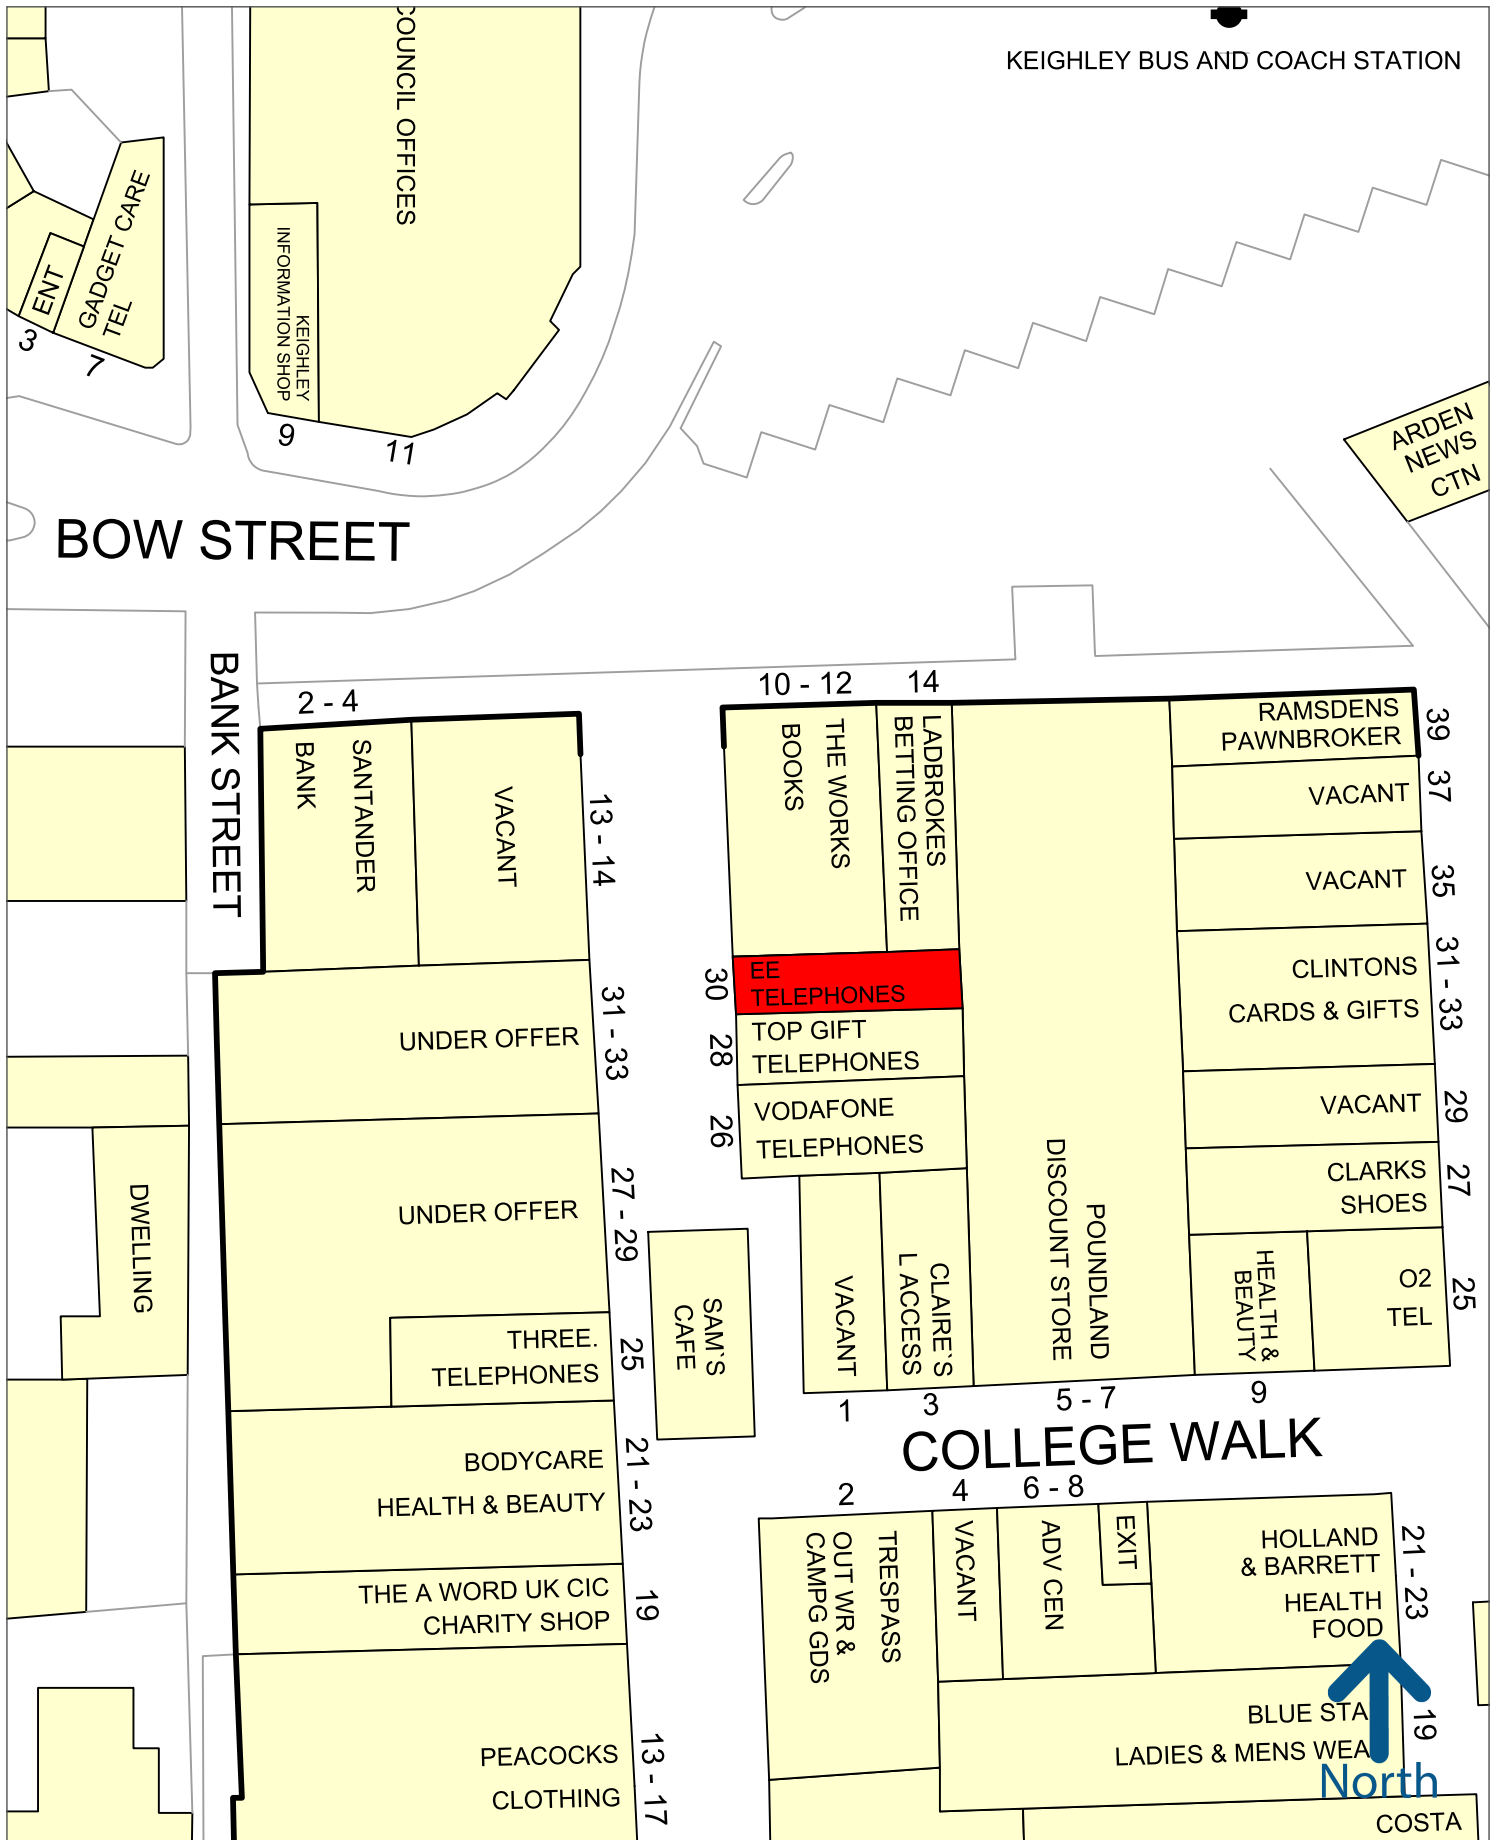 KEIGHLEY BUS AND COACH STATION
COUNCIL OFFICES
GADGET CARE
TEL
ENT
3
7
KEIGHLEY
INFORMATION SHOP
9
11
ARDEN
NEWS
CTN
BOW STREET
BANK STREET
2 - 4
10 - 12
14
SANTANDER
BANK
VACANT
13 - 14
THE WORKS
BOOKS
LADBROKES
BETTING OFFICE
RAMSDENS
PAWNBROKER
39
VACANT
37
VACANT
35
CLINTONS
CARDS & GIFTS
31 - 33
VACANT
29
CLARKS
SHOES
27
O2
TEL
25
HEALTH &
BEAUTY
30
EE
TELEPHONES
28
TOP GIFT
TELEPHONES
26
VODAFONE
TELEPHONES
UNDER OFFER
31 - 33
UNDER OFFER
27 - 29
DWELLING
THREE.
TELEPHONES
25
SAM`S
CAFE
VACANT
CLAIRE`S
L ACCESS
POUNDLAND
DISCOUNT STORE
1
3
5 - 7
9
COLLEGE WALK
BODYCARE
HEALTH & BEAUTY
21 - 23
THE A WORD UK CIC
CHARITY SHOP
19
PEACOCKS
CLOTHING
13 - 17
2
4
6 - 8
TRESPASS
OUT WR &
CAMPG GDS
VACANT
ADV CEN
EXIT
HOLLAND
& BARRETT
HEALTH
FOOD
21 - 23
BLUE STA
LADIES & MENS WEA
19
North
COSTA